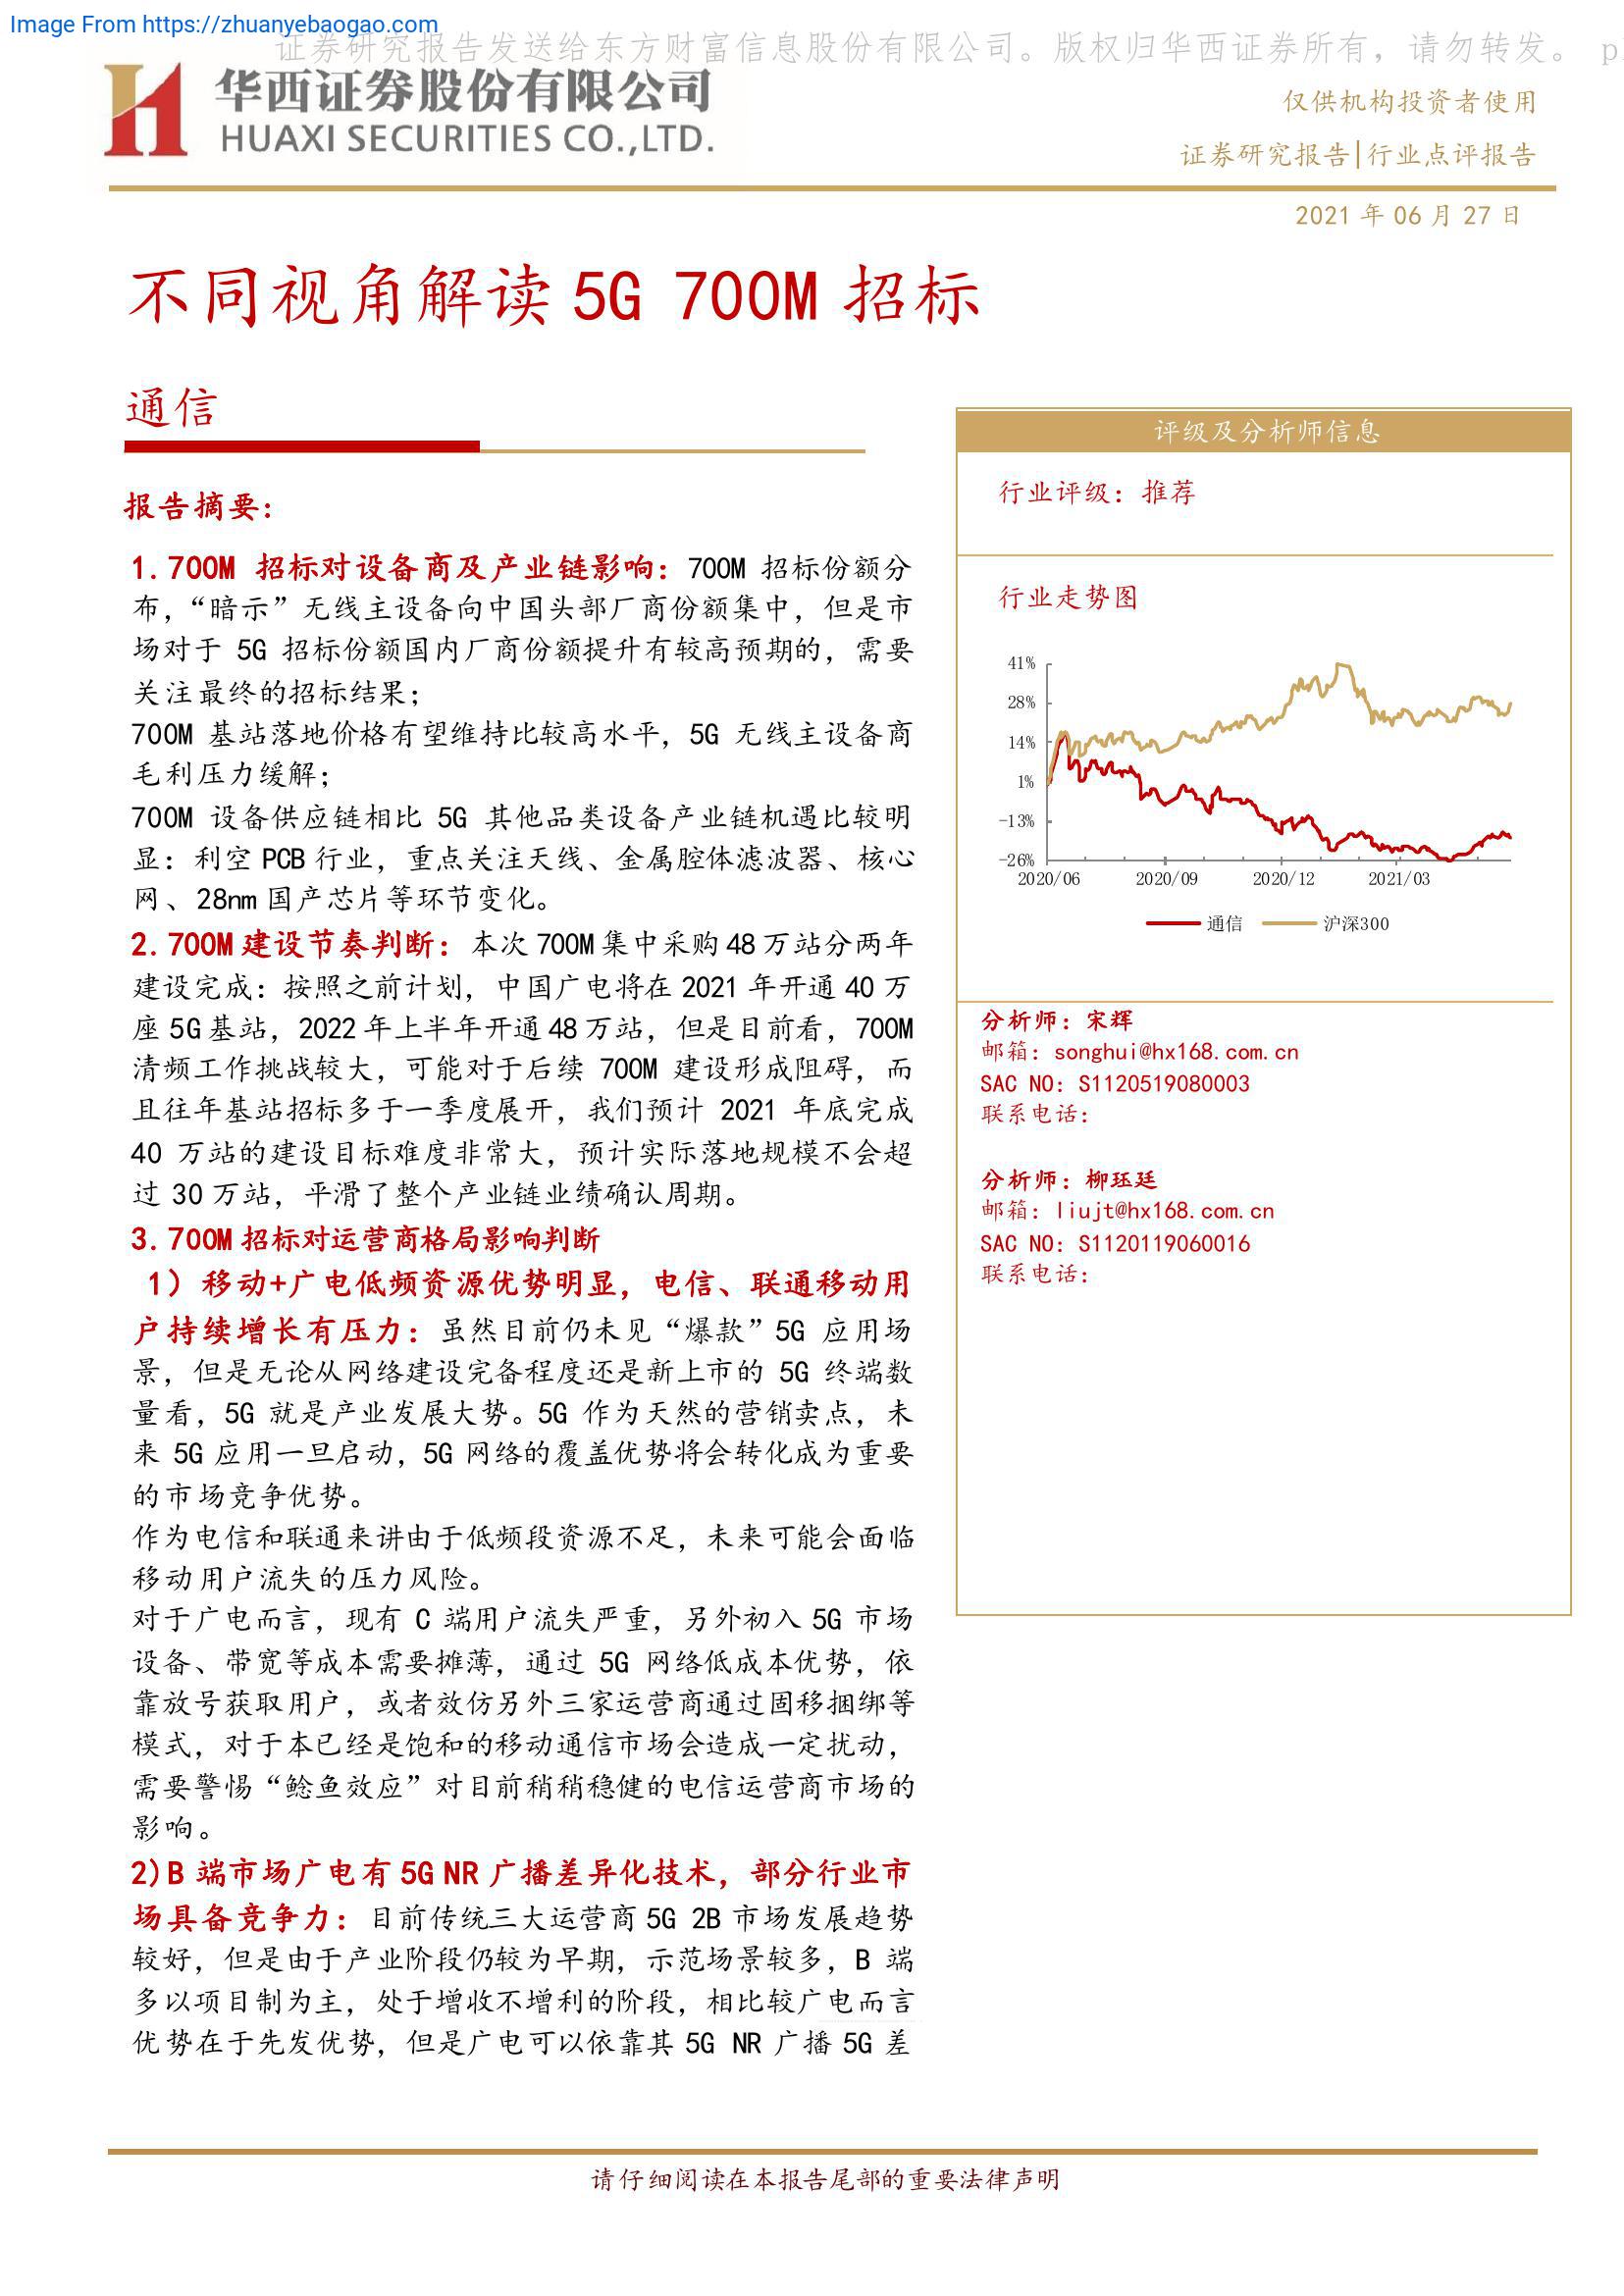 Image From https://zhuanyebaogao.com
证券研究报告发送给东方财富信息股份有限公司。版权归华西证券所有，请勿转发。 p
华西证券股份有限公司
HUAXI SECURITIES CO.,LTD.
仅供机构投资者使用
证券研究报告|行业点评报告
2021 年 06 月 27 日
不同视角解读 5G 700M 招标
通信
报告摘要：
1. 700M 招标对设备商及产业链影响：700M 招标份额分
布，“暗示”无线主设备向中国头部厂商份额集中，但是市
场对于 5G 招标份额国内厂商份额提升有较高预期的，需要
关注最终的招标结果；
700M 基站落地价格有望维持比较高水平，5G 无线主设备商
毛利压力缓解；
700M 设备供应链相比 5G 其他品类设备产业链机遇比较明
显：利空 PCB 行业，重点关注天线、金属腔体滤波器、核心
网、28nm 国产芯片等环节变化。
2. 700M 建设节奏判断：本次 700M 集中采购 48 万站分两年
建设完成：按照之前计划，中国广电将在 2021 年开通 40 万
座 5G 基站，2022 年上半年开通 48 万站，但是目前看，700M
清频工作挑战较大，可能对于后续 700M 建设形成阻碍，而
且往年基站招标多于一季度展开，我们预计 2021 年底完成
40 万站的建设目标难度非常大，预计实际落地规模不会超
过 30 万站，平滑了整个产业链业绩确认周期。
3. 700M 招标对运营商格局影响判断
1）移动+广电低频资源优势明显，电信、联通移动用
户持续增长有压力：虽然目前仍未见“爆款”5G 应用场
景，但是无论从网络建设完备程度还是新上市的 5G 终端数
量看，5G 就是产业发展大势。5G 作为天然的营销卖点，未
来 5G 应用一旦启动，5G 网络的覆盖优势将会转化成为重要
的市场竞争优势。
作为电信和联通来讲由于低频段资源不足，未来可能会面临
移动用户流失的压力风险。
对于广电而言，现有 C 端用户流失严重，另外初入 5G 市场
设备、带宽等成本需要摊薄，通过 5G 网络低成本优势，依
靠放号获取用户，或者效仿另外三家运营商通过固移捆绑等
模式，对于本已经是饱和的移动通信市场会造成一定扰动，
需要警惕“鲶鱼效应”对目前稍稍稳健的电信运营商市场的
影响。
2)B 端市场广电有 5G NR 广播差异化技术，部分行业市
场具备竞争力：目前传统三大运营商 5G 2B 市场发展趋势
较好，但是由于产业阶段仍较为早期，示范场景较多，B 端
多以项目制为主，处于增收不增利的阶段，相比较广电而言
优势在于先发优势，但是广电可以依靠其 5G NR 广播 5G 差
评级及分析师信息
行业评级：推荐
行业走势图
41%
28%
14%
1%
-13%
-26%
2020/06 2020/09 2020/12 2021/03
通信 沪深300
分析师：宋辉
邮箱：songhui@hx168.com.cn
SAC NO：S1120519080003
联系电话：
分析师：柳珏廷
邮箱：liujt@hx168.com.cn
SAC NO：S1120119060016
联系电话：
请仔细阅读在本报告尾部的重要法律声明